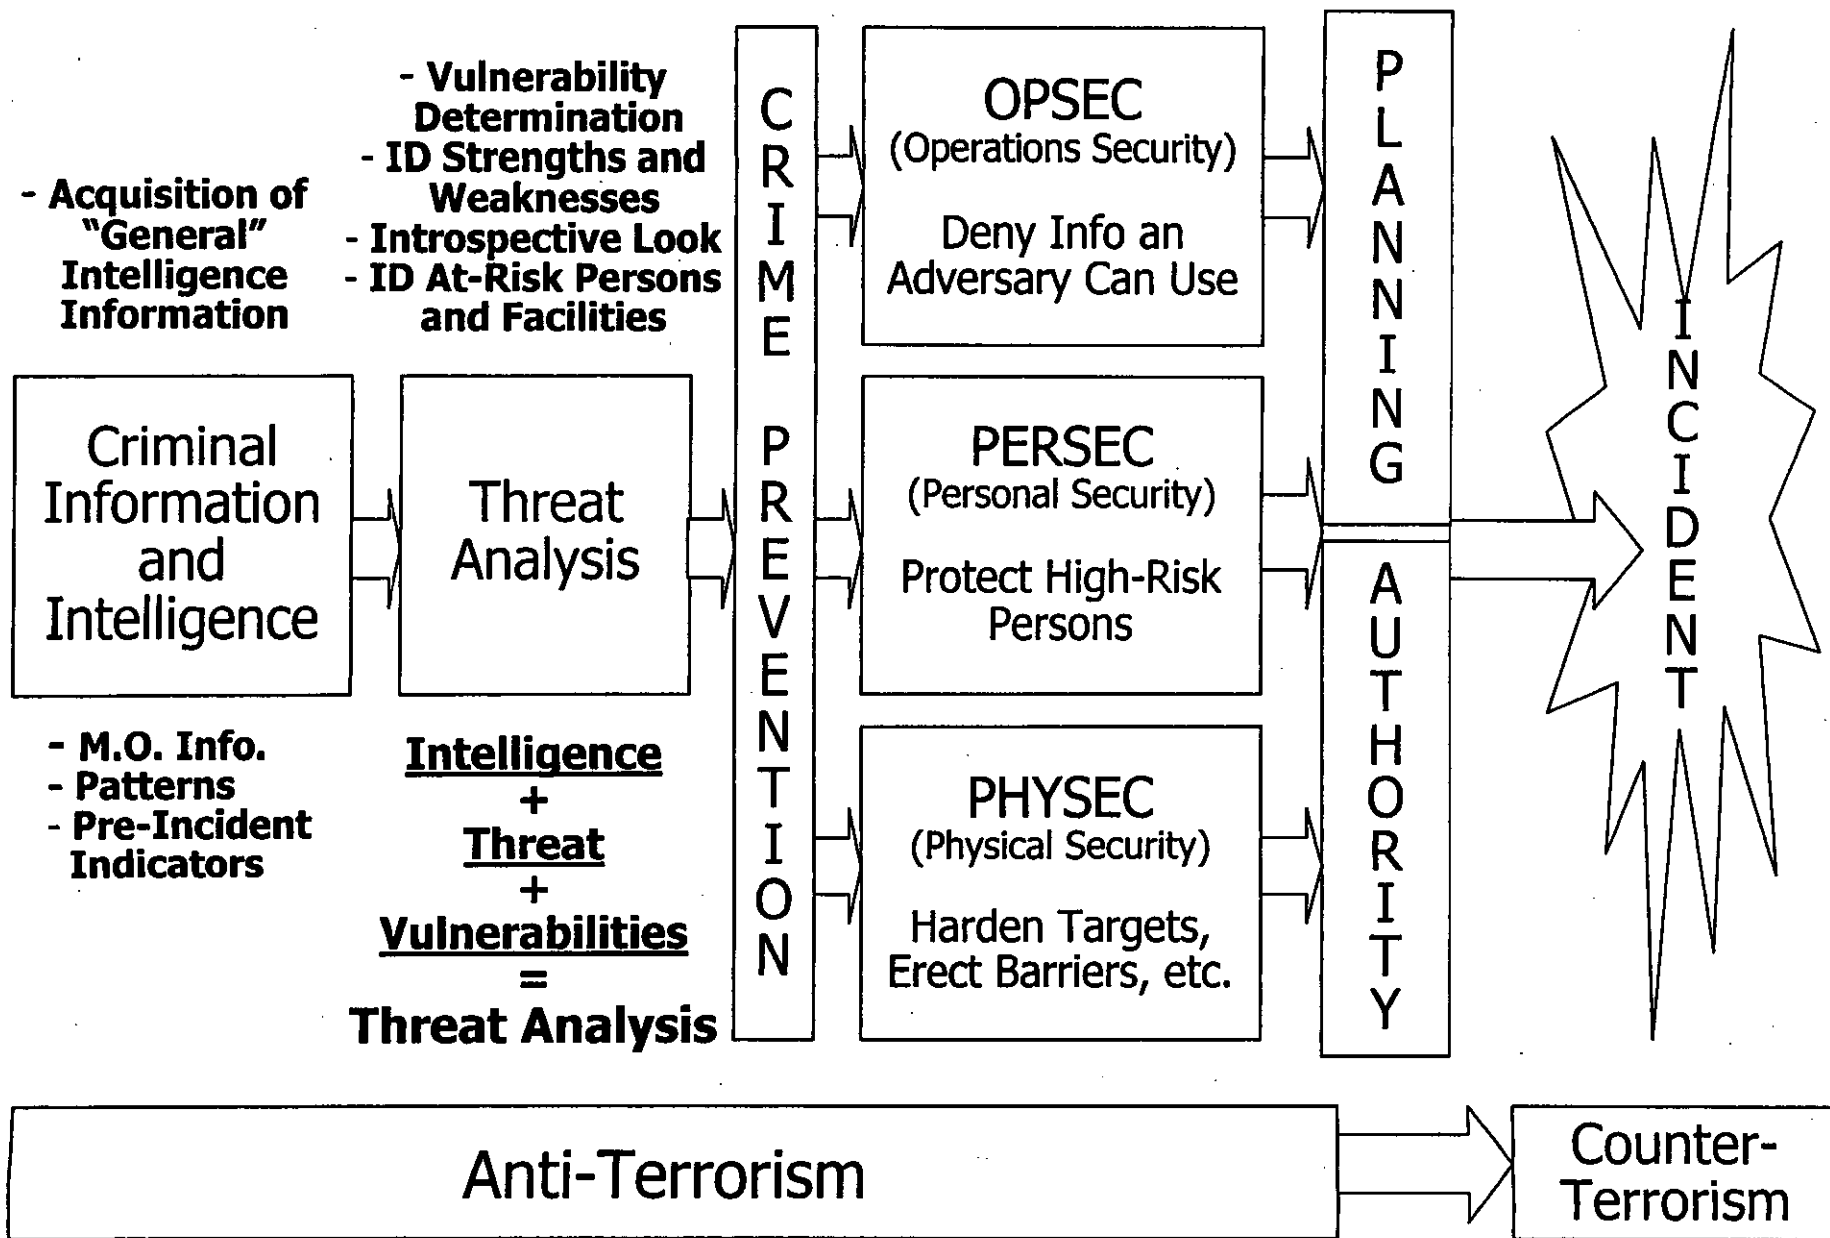 - Acquisition of
"General"
Intelligence
Information
Criminal
Information
and
Intelligence
- M.O. Info.
- Patterns
- Pre-Incident
Indicators
- Vulnerability
Determination
- ID Strengths and
Weaknesses
- Introspective Look
- ID At-Risk Persons
and Facilities
Threat
Analysis
Intelligence
+
Threat
+
Vulnerabilities
=
Threat Analysis
CRIME PREVENTION
OPSEC
(Operations Security)
Deny Info an
Adversary Can Use
PERSEC
(Personal Security)
Protect High-Risk
Persons
PHYSEC
(Physical Security)
Harden Targets,
Erect Barriers, etc.
PLANNING
AUTHORITY
INCIDENT
Anti-Terrorism
Counter-
Terrorism